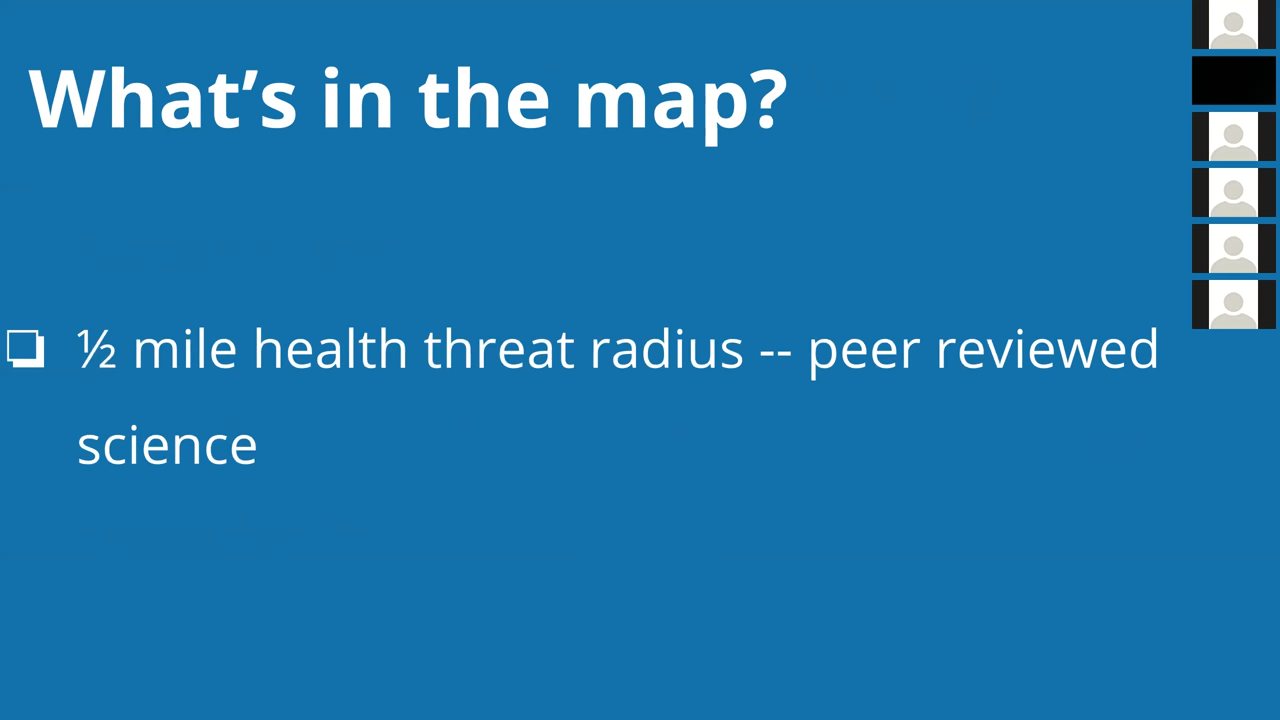 What’s in the map?
❏ ½ mile health threat radius -- peer reviewed
science